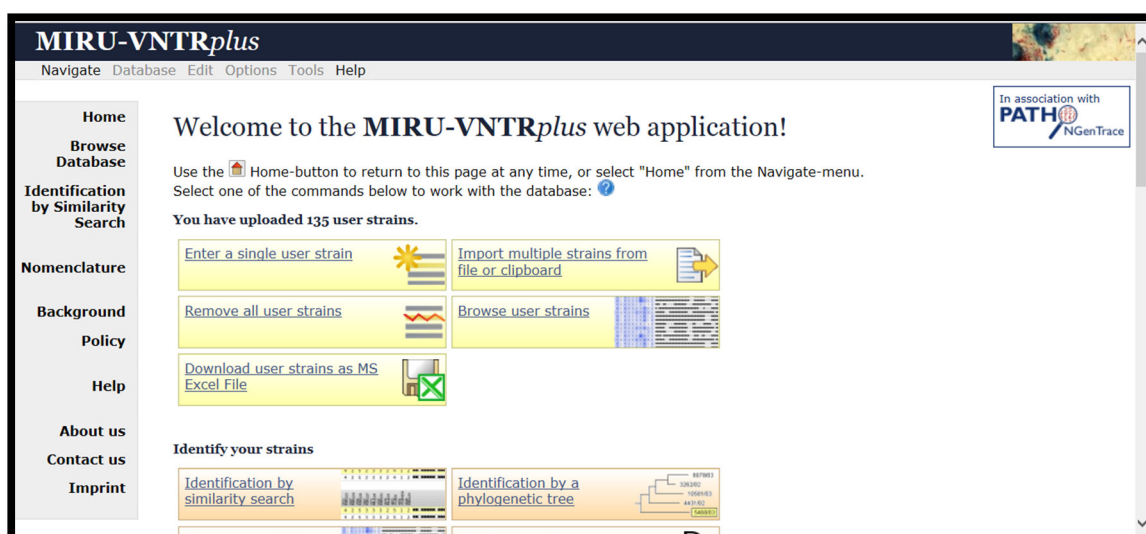 MIRU-VNTRplus
Navigate Database Edit Options Tools Help
In association with
PATHO
NGenTrace
Home
Browse
Database
Identification
by Similarity
Search
Nomenclature
Background
Policy
Help
About us
Contact us
Imprint
Welcome to the MIRU-VNTRplus web application!
Use the Home-button to return to this page at any time, or select "Home" from the Navigate-menu.
Select one of the commands below to work with the database:
You have uploaded 135 user strains.
Enter a single user strain
Import multiple strains from
file or clipboard
Remove all user strains
Browse user strains
Download user strains as MS
Excel File
Identify your strains
Identification by
similarity search
Identification by a
phylogenetic tree